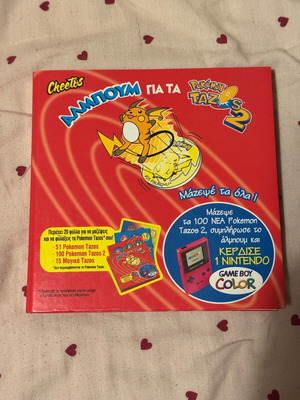 Cheetos
ΑΛΜΠΟΥΜ ΓΙΑ ΤΑ
POKéMON
TAZOS 2
Μάζεψέ τα όλα!
Περιέχει 20 φύλλα για να μαζέψεις
και να φυλάξεις τα Pokemon Tazos* σου!
51 Pokemon Tazos
100 Pokemon Tazos 2
15 Μαγικά Tazos
Μάζεψε
τα 100 ΝΕΑ Pokemon
Tazos 2, συμπλήρωσε το
άλμπουμ και
ΚΕΡΔΙΣΕ
1 NINTENDO
GAME BOY
COLOR